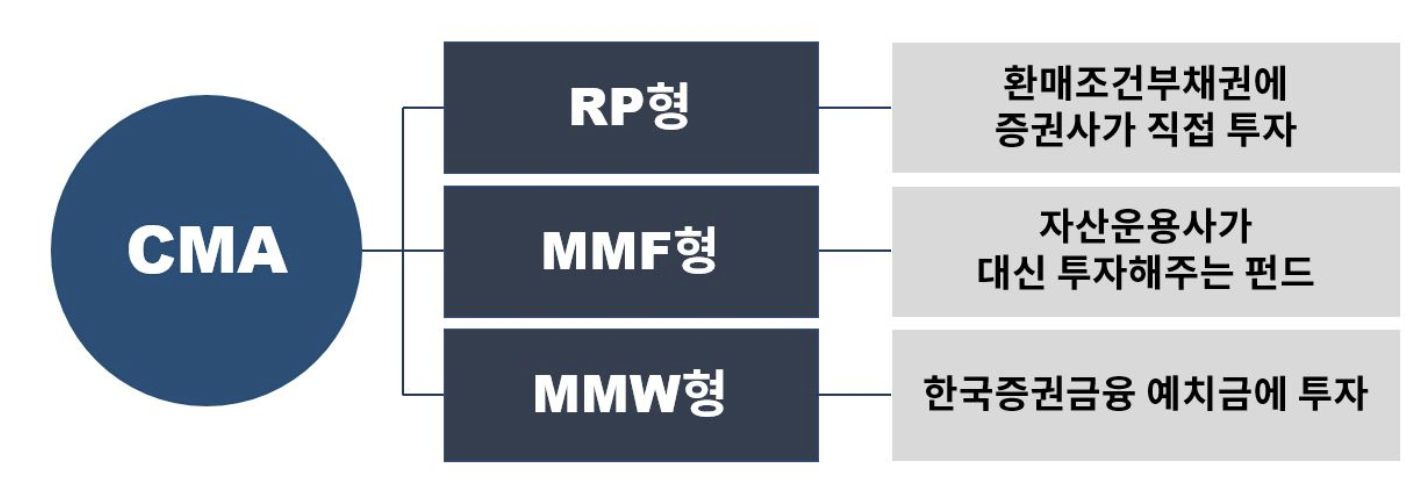 CMA
RP형
환매조건부채권에
증권사가 직접 투자
MMF형
자산운용사가
대신 투자해주는 펀드
MMW형
한국증권금융 예치금에 투자